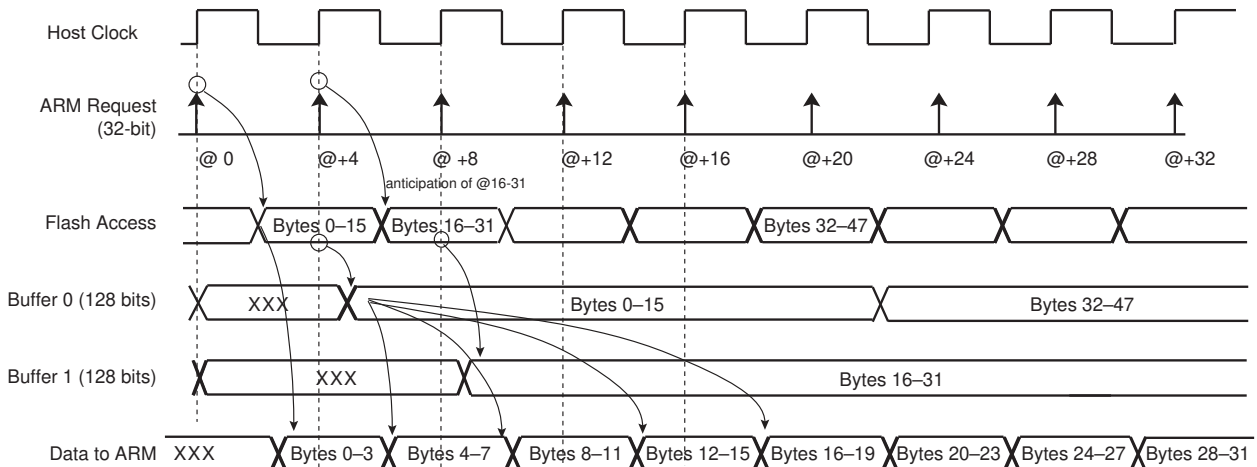 Host Clock
ARM Request
(32-bit)
@ 0 @+4 @ +8 @+12 @+16 @+20 @+24 @+28 @+32
anticipation of @16-31
Flash Access Bytes 0–15 Bytes 16–31 Bytes 32–47
Buffer 0 (128 bits) XXX Bytes 0–15 Bytes 32–47
Buffer 1 (128 bits) XXX Bytes 16–31
Data to ARM XXX Bytes 0–3 Bytes 4–7 Bytes 8–11 Bytes 12–15 Bytes 16–19 Bytes 20–23 Bytes 24–27 Bytes 28–31